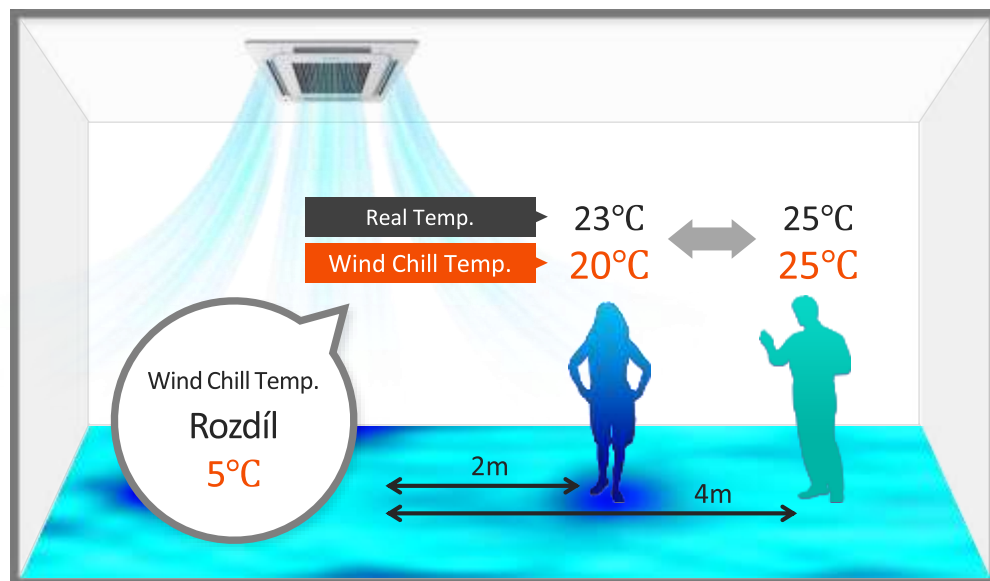 Real Temp.
23℃
25℃
Wind Chill Temp.
20℃
25℃
Wind Chill Temp.
Rozdíl
5℃
2m
4m